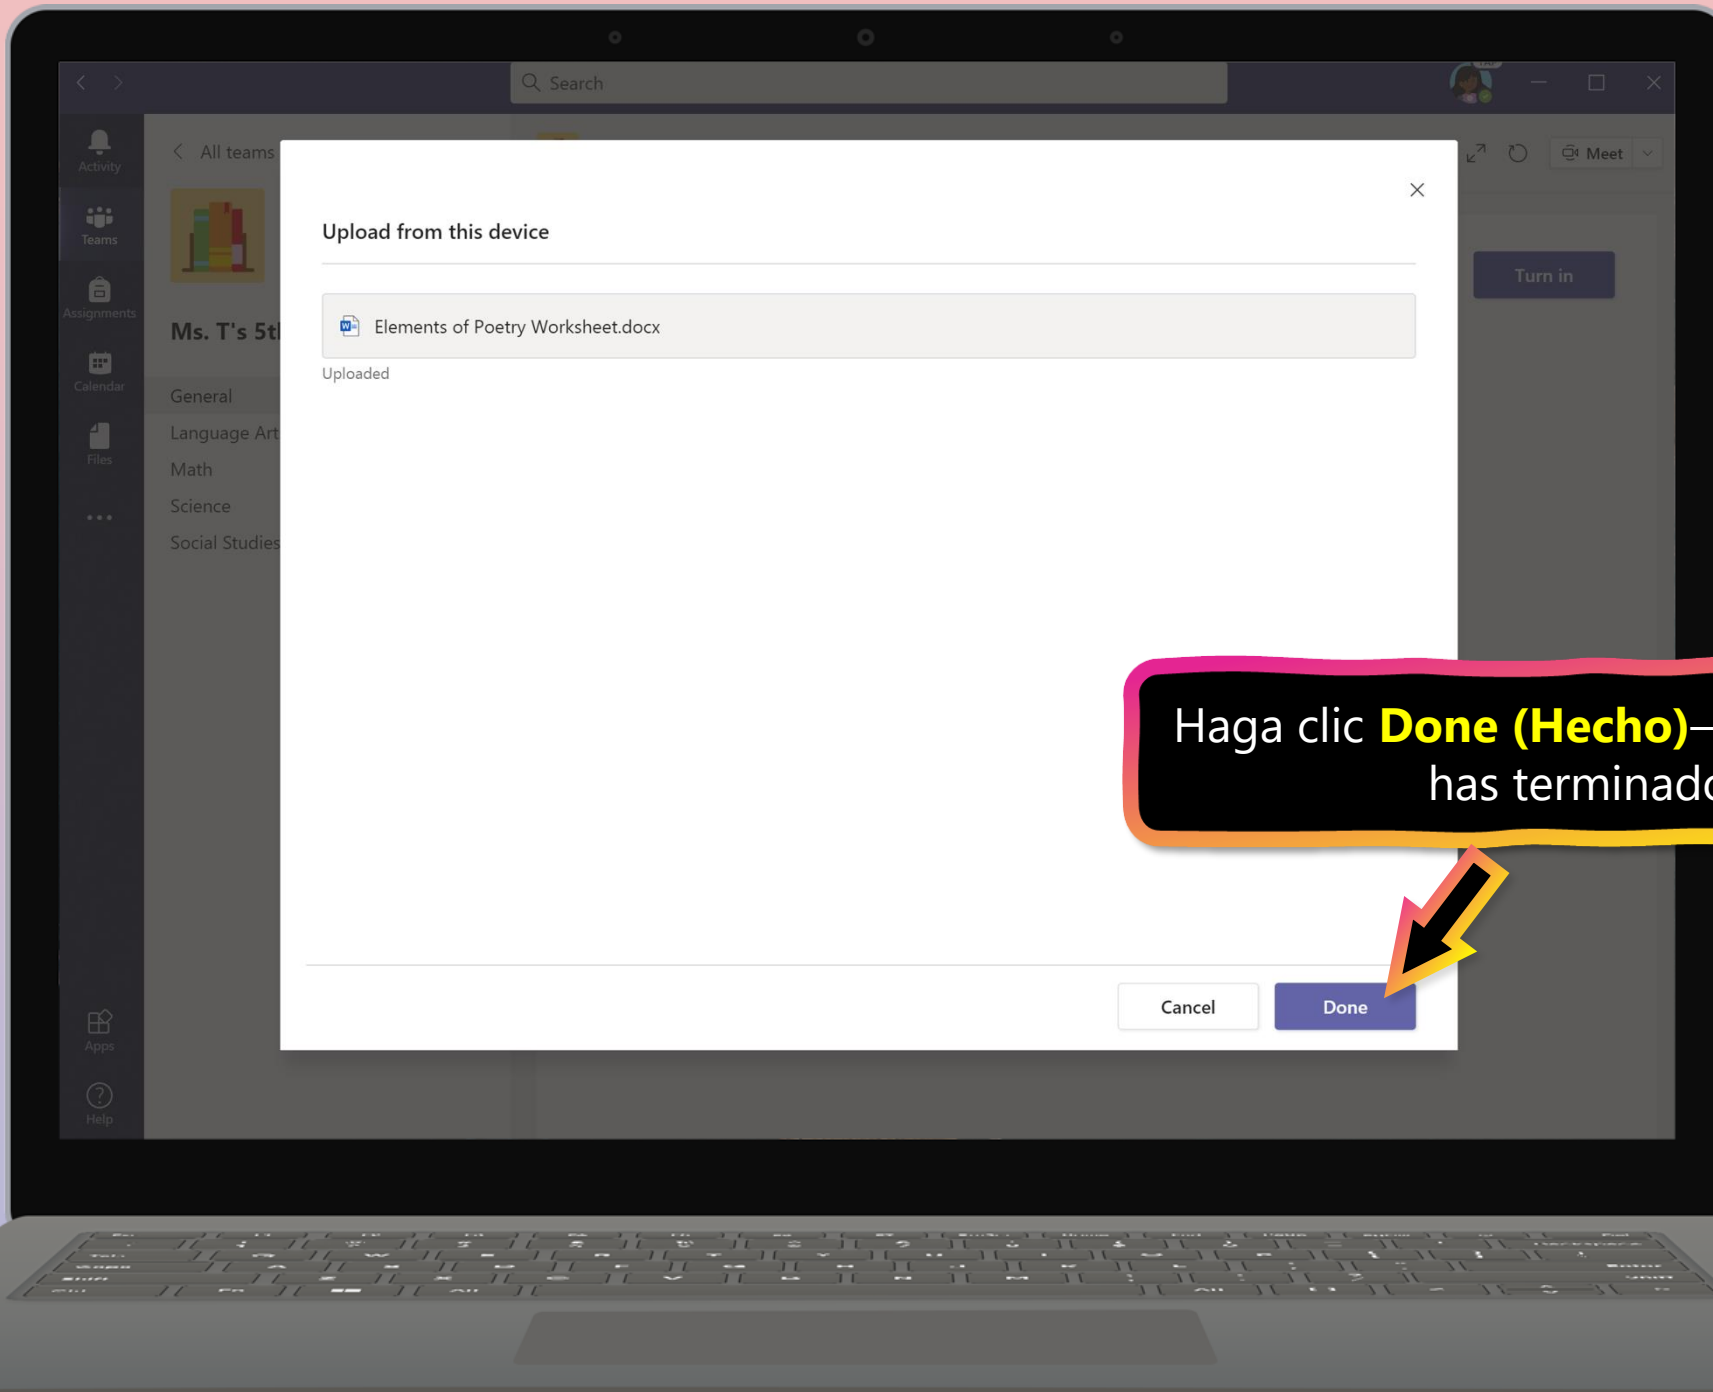 Search
Activity
All teams
Meet
Upload from this device
Teams
Turn in
Assignments
Ms. T's 5th
Elements of Poetry Worksheet.docx
Uploaded
Calendar
General
Language Art
Files
Math
Science
Social Studies
Haga clic Done (Hecho)—
has terminado
Cancel
Done
Apps
Help